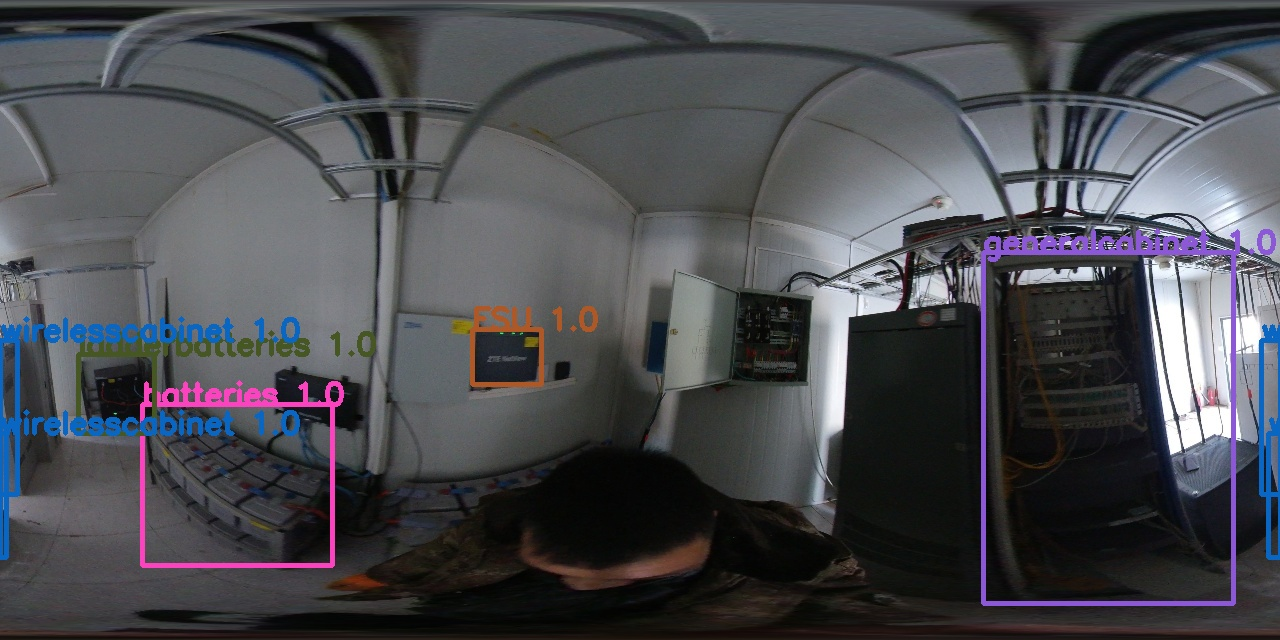 generalcabinet 1.0
FSU 1.0
wirelesscabinet 1.0
batteries 1.0
batteries 1.0
wirelesscabinet 1.0
w
w
ZTE